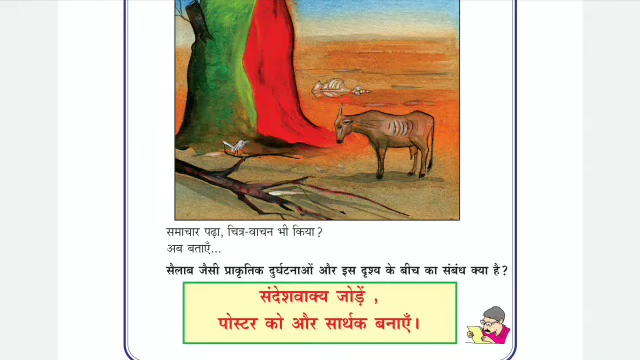 समाचार पढ़ा, चित्र-वाचन भी किया?
अब बताएँ...
सैलाब जैसी प्राकृतिक दुर्घटनाओं और इस दृश्य के बीच का संबंध क्या है?
संदेशवाक्य जोड़ें ,
पोस्टर को और सार्थक बनाएँ।